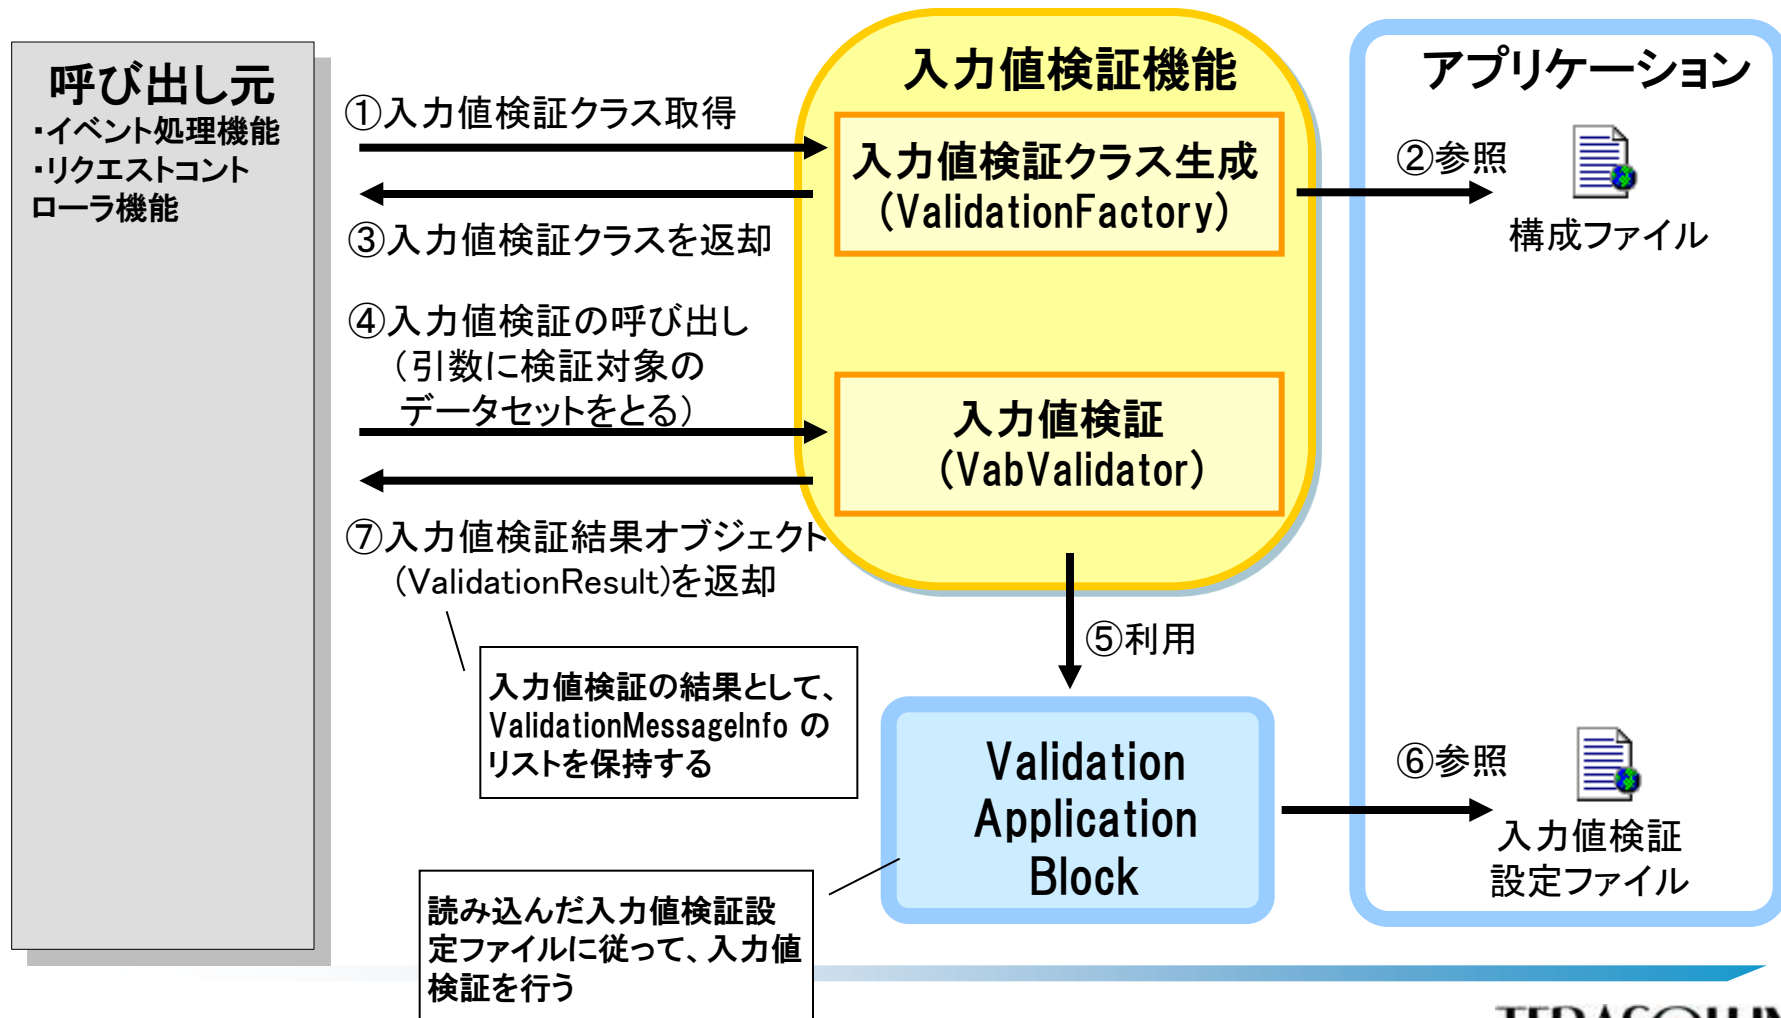 呼び出し元
・イベント処理機能
・リクエストコント
ローラ機能
①入力値検証クラス取得
③入力値検証クラスを返却
④入力値検証の呼び出し
（引数に検証対象の
データセットをとる）
⑦入力値検証結果オブジェクト
(ValidationResult)を返却
入力値検証の結果として、
ValidationMessageInfo の
リストを保持する
入力値検証機能
入力値検証クラス生成
(ValidationFactory)
入力値検証
(VabValidator)
⑤利用
Validation
Application
Block
読み込んだ入力値検証設
定ファイルに従って、入力値
検証を行う
アプリケーション
②参照
構成ファイル
⑥参照
入力値検証
設定ファイル